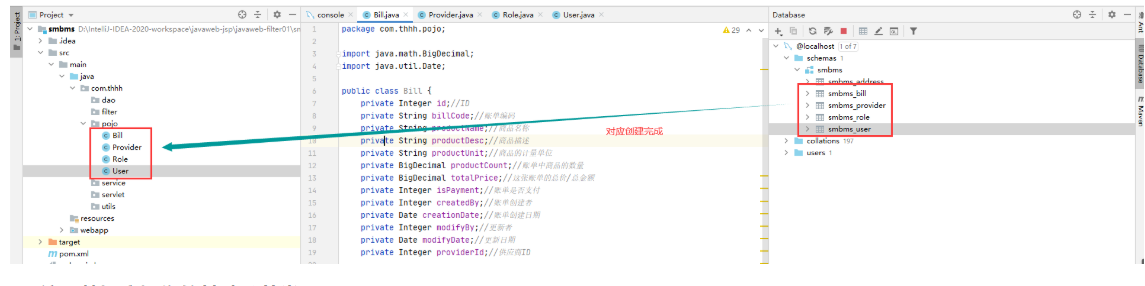 Project
smbms D:\IntelliJ-IDEA-2020-workspace\javaweb-jsp\javaweb-filter01\sm
.idea
src
main
java
com.thhh
dao
filter
pojo
Bill
Provider
Role
User
service
servlet
utils
resources
webapp
target
pom.xml
console
Bill.java
Provider.java
Role.java
User.java
29
1 package com.thhh.pojo;
2
3 import java.math.BigDecimal;
4 import java.util.Date;
5
6 public class Bill {
7 private Integer id;//ID
8 private String billCode;//账单编码
9 private String productName;//商品名称
10 private String productDesc;//商品描述
11 private String productUnit;//商品的计量单位
12 private BigDecimal productCount;//账单中商品的数量
13 private BigDecimal totalPrice;//这张账单的总价/总金额
14 private Integer isPayment;//账单是否支付
15 private Integer createdBy;//账单创建者
16 private Date creationDate;//账单创建日期
17 private Integer modifyBy;//更新者
18 private Date modifyDate;//更新日期
19 private Integer providerId;//供应商ID
对应创建完成
Database
@localhost 1 of 7
schemas 1
smbms
smbms_address
smbms_bill
smbms_provider
smbms_role
smbms_user
collations 197
users 1
Ant
Database
Maven